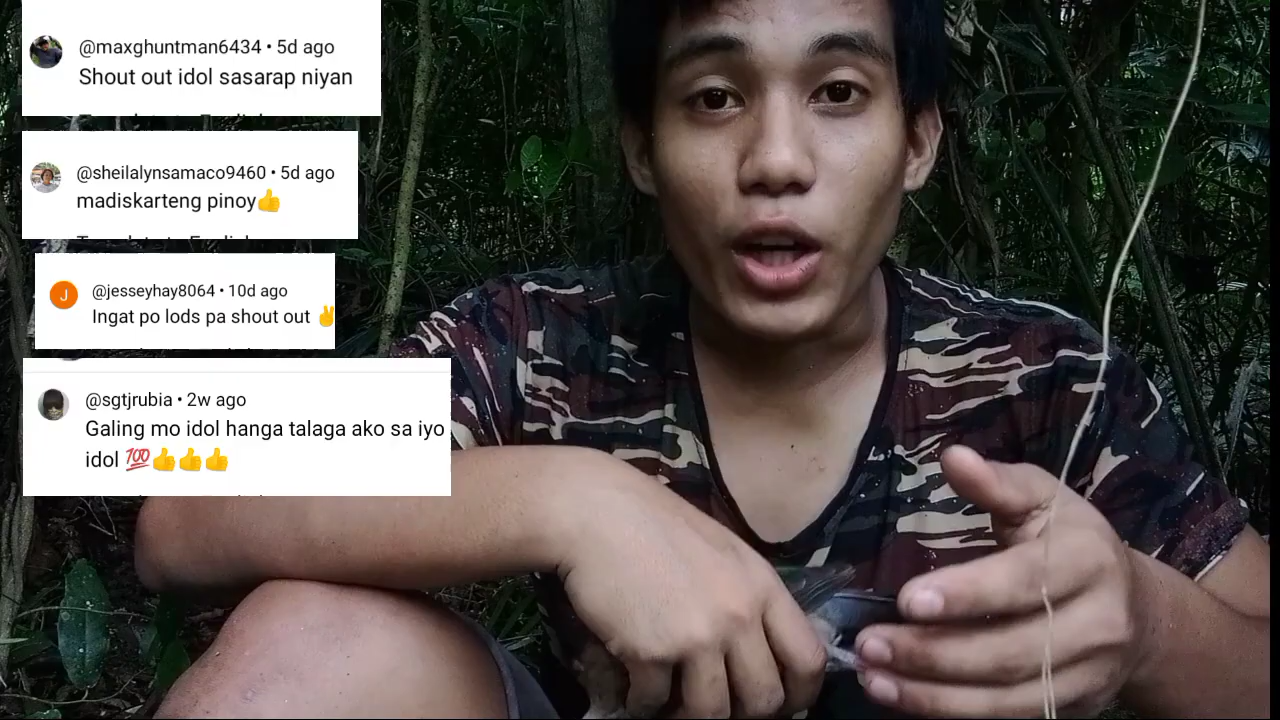 @maxghuntman6434 • 5d ago
Shout out idol sasarap niyan
@sheilalynsamaco9460 • 5d ago
madiskarteng pinoy👍
J
@jesseyhay8064 • 10d ago
Ingat po lods pa shout out ✌
@sgtjrubia • 2w ago
Galing mo idol hanga talaga ako sa iyo
idol 💯👍👍👍